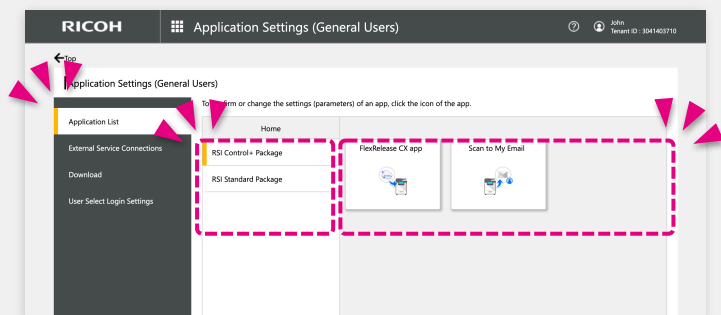 RICOH
Application Settings (General Users)
John
Tenant ID : 3041403710
Top
Application Settings (General Users)
Application List
External Service Connections
Download
User Select Login Settings
To confirm or change the settings (parameters) of an app, click the icon of the app.
Home
RSI Control+ Package
RSI Standard Package
FlexRelease CX app
Scan to My Email